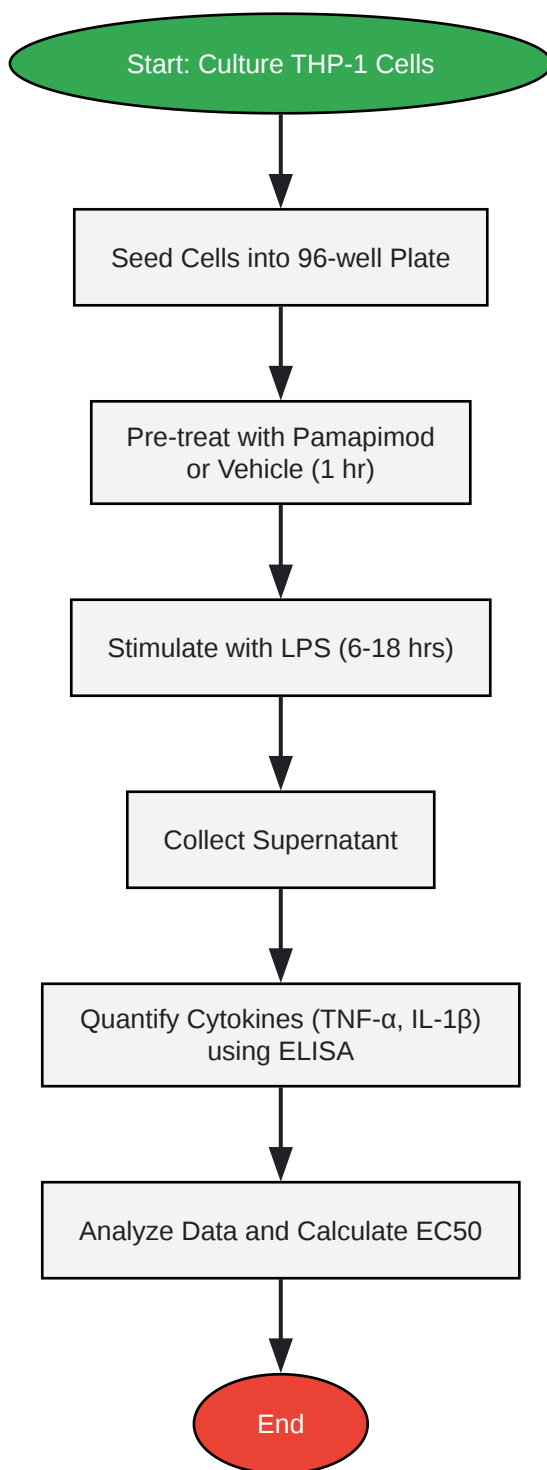 Start: Culture THP-1 Cells
Seed Cells into 96-well Plate
Pre-treat with Pamapimod
or Vehicle (1 hr)
Stimulate with LPS (6-18 hrs)
Collect Supernatant
Quantify Cytokines (TNF-α, IL-1β)
using ELISA
Analyze Data and Calculate EC50
End